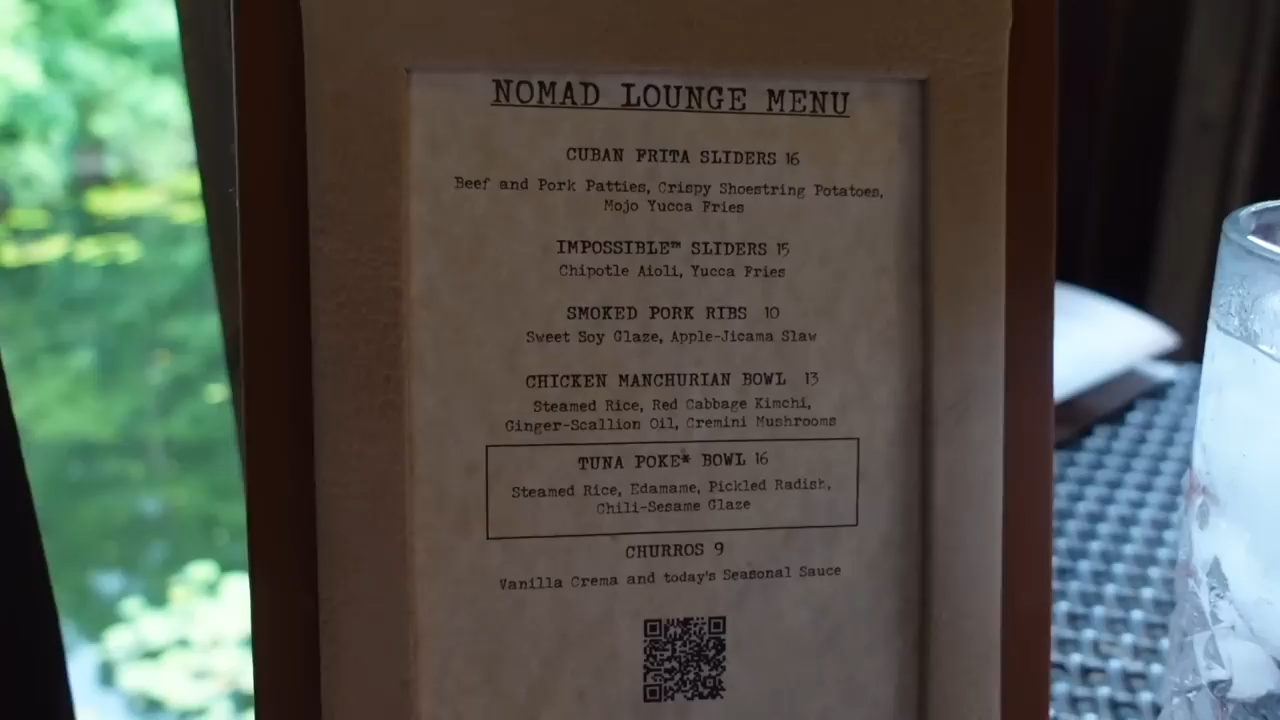 NOMAD LOUNGE MENU
CUBAN FRITA SLIDERS 16
Beef and Pork Patties, Crispy Shoestring Potatoes,
Mojo Yucca Fries
IMPOSSIBLE™ SLIDERS 15
Chipotle Aioli, Yucca Fries
SMOKED PORK RIBS 10
Sweet Soy Glaze, Apple-Jicama Slaw
CHICKEN MANCHURIAN BOWL 13
Steamed Rice, Red Cabbage Kimchi,
Ginger-Scallion Oil, Cremini Mushrooms
TUNA POKE* BOWL 16
Steamed Rice, Edamame, Pickled Radish,
Chili-Sesame Glaze
CHURROS 9
Vanilla Crema and today's Seasonal Sauce